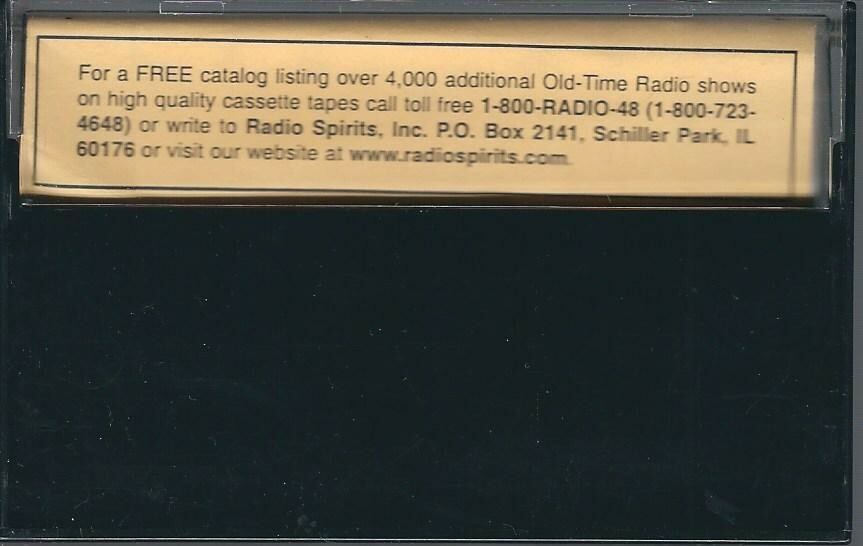 For a FREE catalog listing over 4,000 additional Old-Time Radio shows
on high quality cassette tapes call toll free 1-800-RADIO-48 (1-800-723-
4648) or write to Radio Spirits, Inc. P.O. Box 2141, Schiller Park, IL
60176 or visit our website at www.radiospirits.com